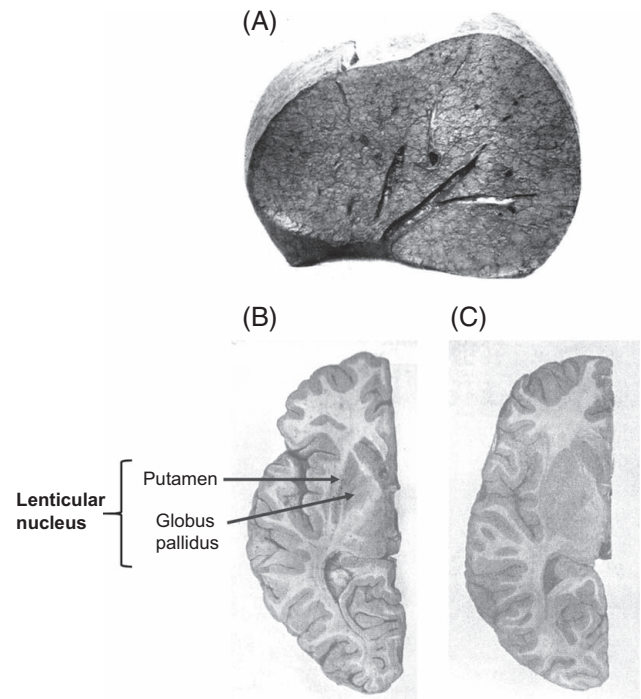 (A)
(B)
(C)
Putamen
Lenticular
nucleus
Globus
pallidus